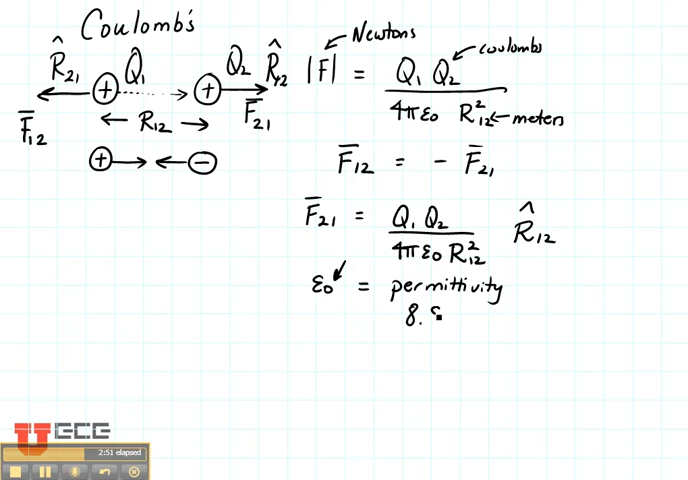 Coulomb's
R̂21 Q1 Q2 R̂12
+ +
F̅12 R12 F̅21
+ −
Newtons
coulombs
|F| = Q1 Q2 / 4πε0 R12² ← meters
F̅12 = − F̅21
F̅21 = Q1 Q2 / 4πε0 R12² R̂12
ε0 = permittivity
8.
U ECE
2:51 elapsed